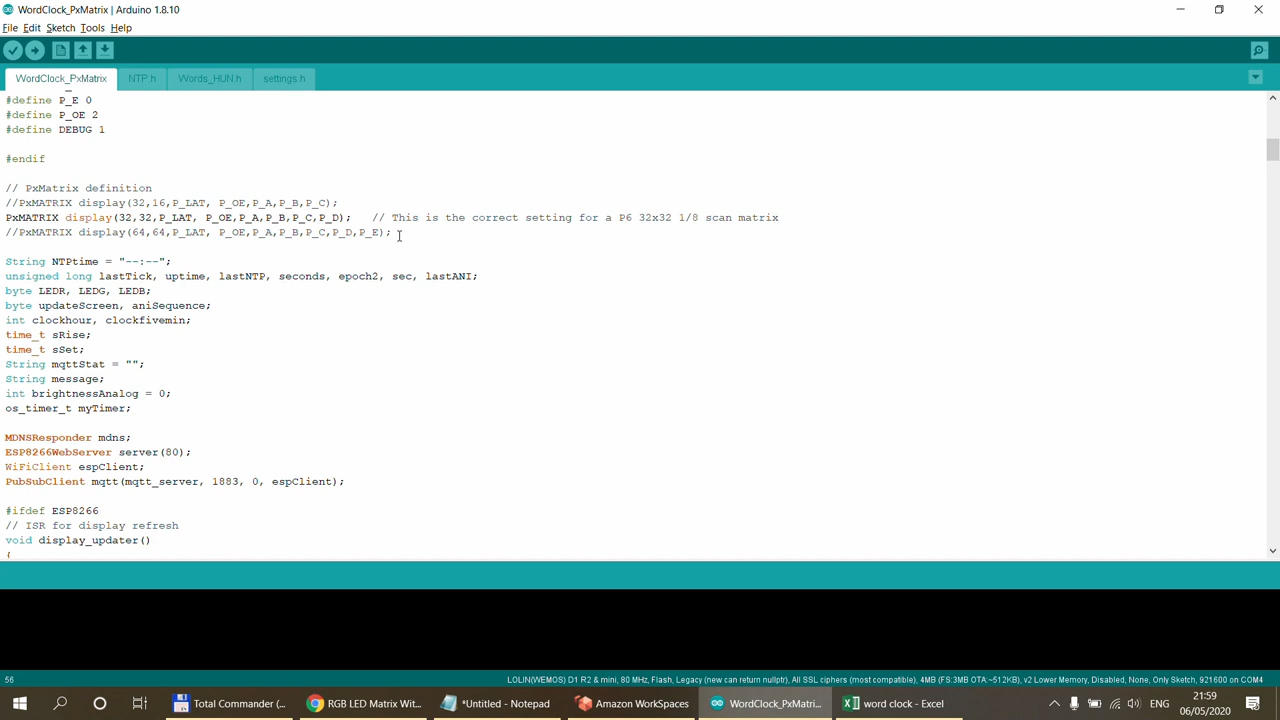 WordClock_PxMatrix | Arduino 1.8.10
File Edit Sketch Tools Help
WordClock_PxMatrix NTP.h Words_HUN.h settings.h
#define P_E 0
#define P_OE 2
#define DEBUG 1
#endif
// PxMatrix definition
//PxMATRIX display(32,16,P_LAT, P_OE,P_A,P_B,P_C);
PxMATRIX display(32,32,P_LAT, P_OE,P_A,P_B,P_C,P_D); // This is the correct setting for a P6 32x32 1/8 scan matrix
//PxMATRIX display(64,64,P_LAT, P_OE,P_A,P_B,P_C,P_D,P_E);
String NTPtime = "--:--";
unsigned long lastTick, uptime, lastNTP, seconds, epoch2, sec, lastANI;
byte LEDR, LEDG, LEDB;
byte updateScreen, aniSequence;
int clockhour, clockfivemin;
time_t sRise;
time_t sSet;
String mqttStat = "";
String message;
int brightnessAnalog = 0;
os_timer_t myTimer;
MDNSResponder mdns;
ESP8266WebServer server(80);
WiFiClient espClient;
PubSubClient mqtt(mqtt_server, 1883, 0, espClient);
#ifdef ESP8266
// ISR for display refresh
void display_updater()
{
56 LOLIN(WEMOS) D1 R2 & mini, 80 MHz, Flash, Legacy (new can return nullptr), All SSL ciphers (most compatible), 4MB (FS:3MB OTA:~512KB), v2 Lower Memory, Disabled, None, Only Sketch, 921600 on COM4
Total Commander (... RGB LED Matrix Wit... *Untitled - Notepad Amazon WorkSpaces WordClock_PxMatri... word clock - Excel ENG 21:59
06/05/2020